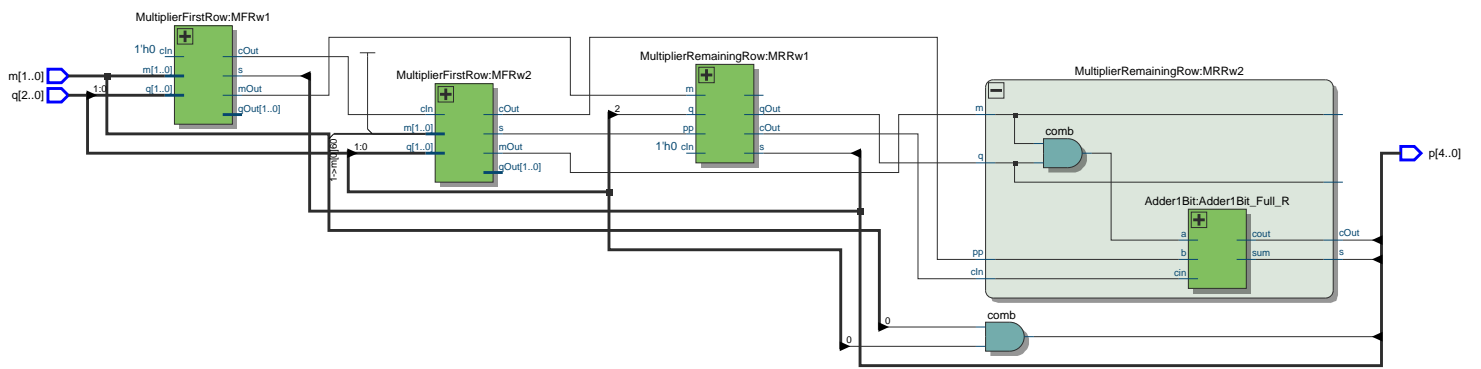 MultiplierFirstRow:MFRw1
1'h0 cIn
m[1..0]
q[1..0]
cOut
s
mOut
qOut[1..0]
m[1..0]
q[2..0]
1:0
MultiplierFirstRow:MFRw2
cIn
m[1..0]
q[1..0]
cOut
s
mOut
qOut[1..0]
1:0
MultiplierRemainingRow:MRRw1
m
q
pp
1'h0 cIn
qOut
cOut
s
2
MultiplierRemainingRow:MRRw2
m
q
pp
cIn
comb
Adder1Bit:Adder1Bit_Full_R
a
b
cin
cout
sum
cOut
s
p[4..0]
comb
0
0